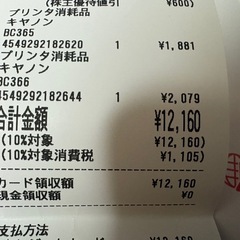 (株主優待値引 ¥600)
プリンタ消耗品
キヤノン
BC365
4549292182620 1 ¥1,881
プリンタ消耗品
キヤノン
BC366
4549292182644 1 ¥2,079
合計金額 ¥12,160
(10%対象 ¥12,160)
(10%対象消費税 ¥1,105)
カード領収額 ¥12,160
現金領収額 ¥0
支払方法